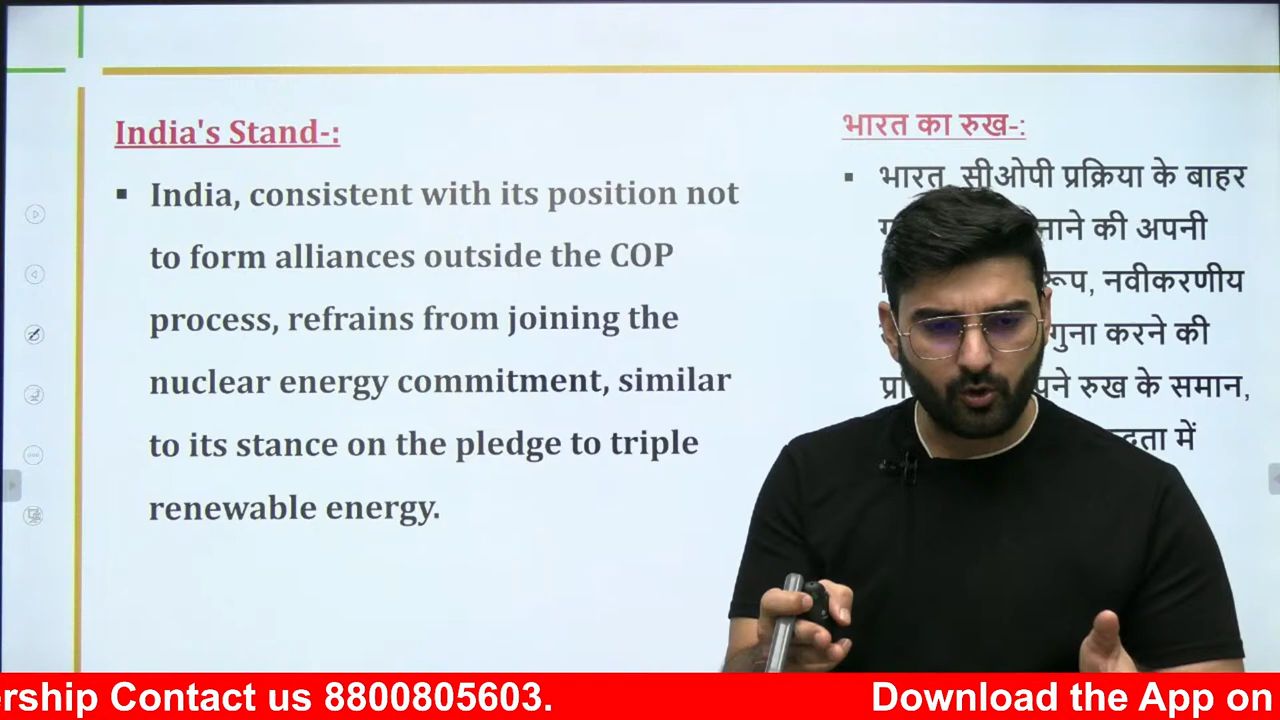 India's Stand-:
▪ India, consistent with its position not
to form alliances outside the COP
process, refrains from joining the
nuclear energy commitment, similar
to its stance on the pledge to triple
renewable energy.
भारत का रुख-:
▪ भारत, सीओपी प्रक्रिया के बाहर
की अपनी
नवीकरणीय
करने की
रुख के समान,
में
Contact us 8800805603.
Download the App on